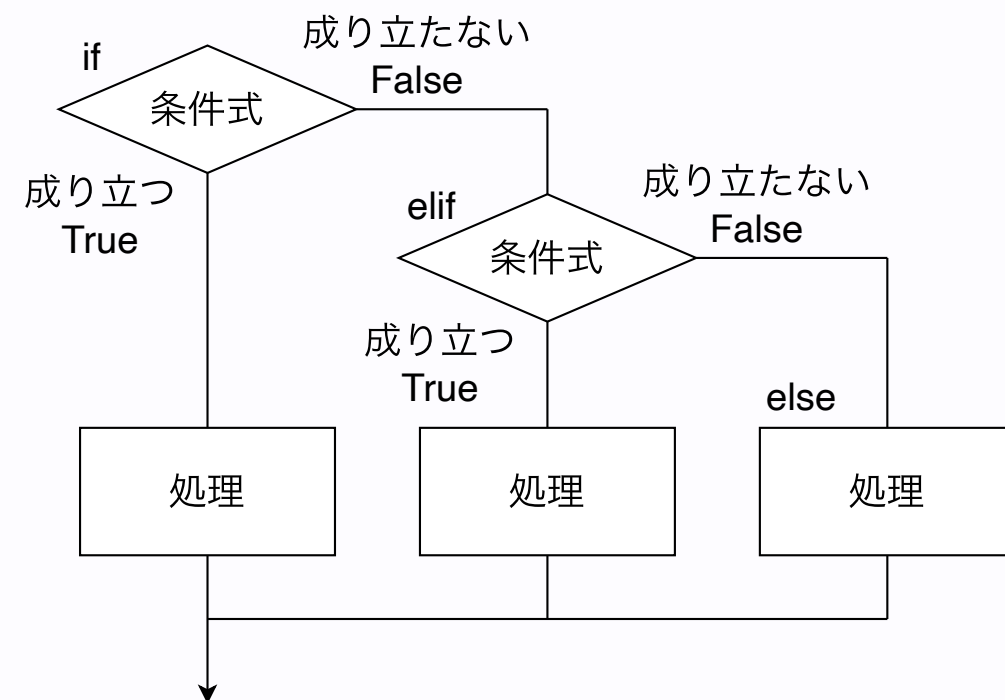 if
成り立たない
False
条件式
成り立つ
True
elif
成り立たない
False
条件式
成り立つ
True
else
処理
処理
処理